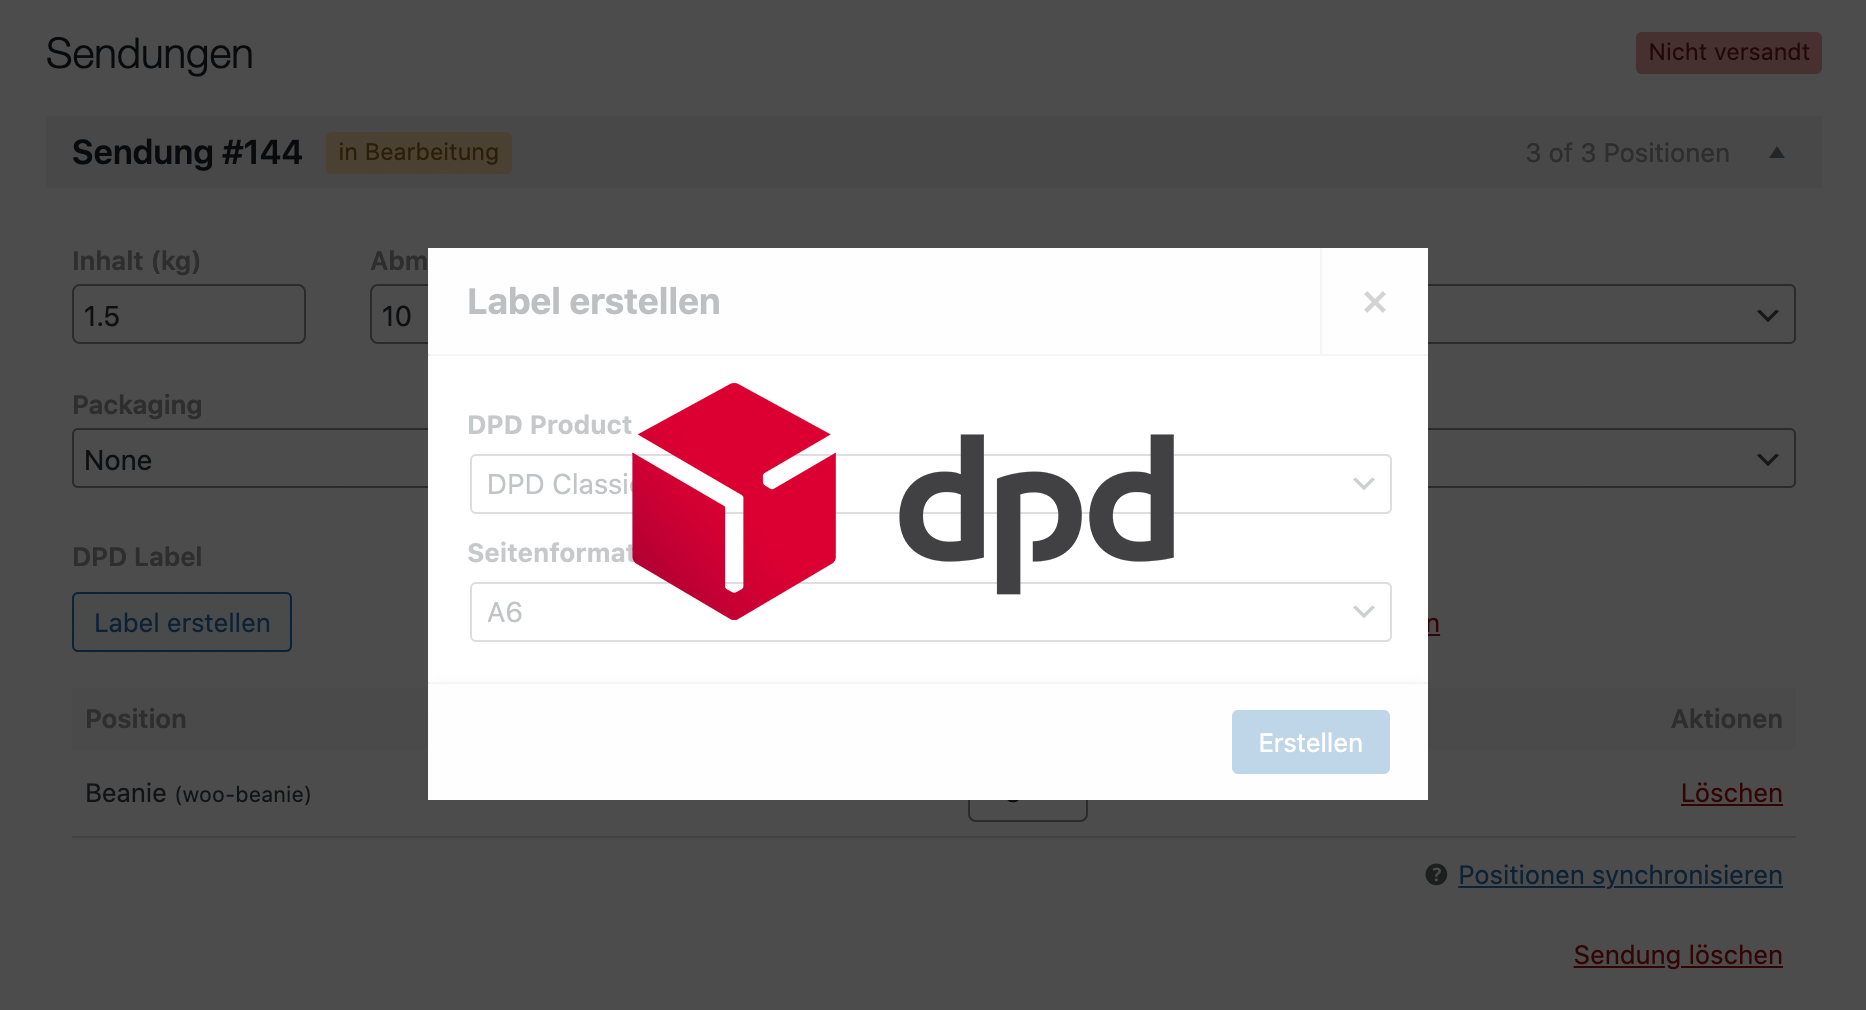 Sendungen
Nicht versandt
Sendung #144
in Bearbeitung
3 of 3 Positionen
Inhalt (kg)
Abm
1.5
10
Label erstellen
Packaging
None
DPD Product
DPD Classic
dpd
DPD Label
Label erstellen
Seitenformat
A6
n
Position
Aktionen
Erstellen
Beanie (woo-beanie)
Löschen
? Positionen synchronisieren
Sendung löschen